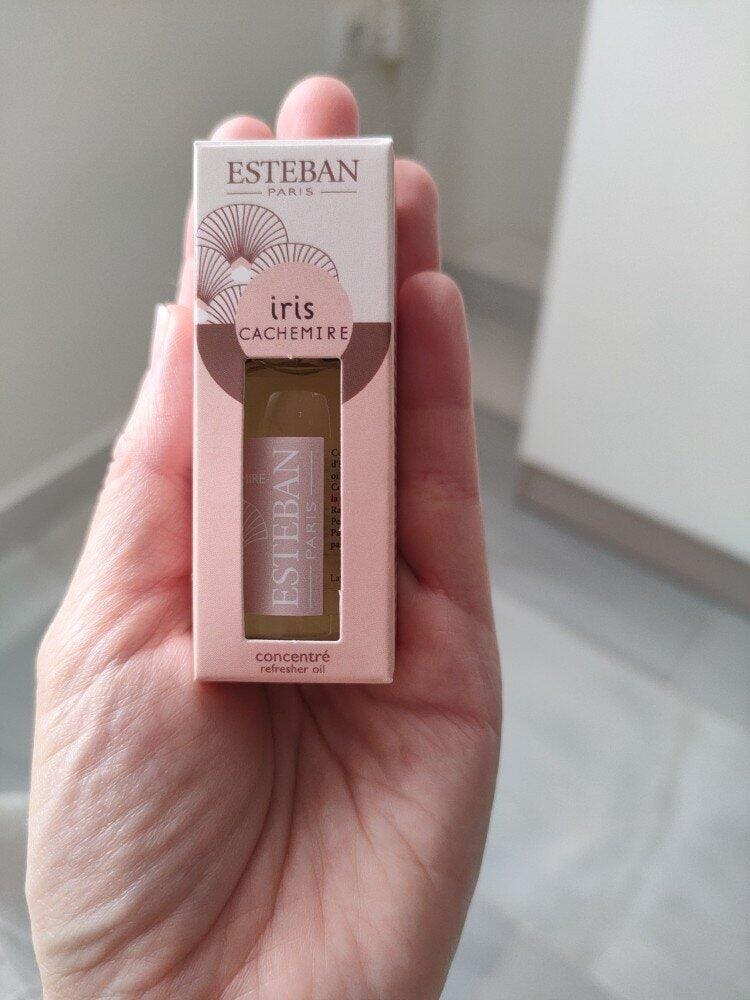 ESTEBAN
PARIS
iris
CACHEMIRE
ESTEBAN
PARIS
concentré
refresher oil